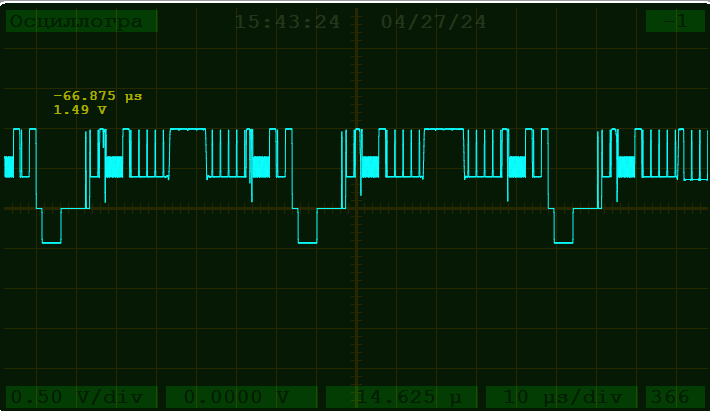 Осциллогра 15:43:24 04/27/24 -1
-66.875 µs
1.49 V
0.50 V/div 0.0000 V 14.625 µ 10 µs/div 366